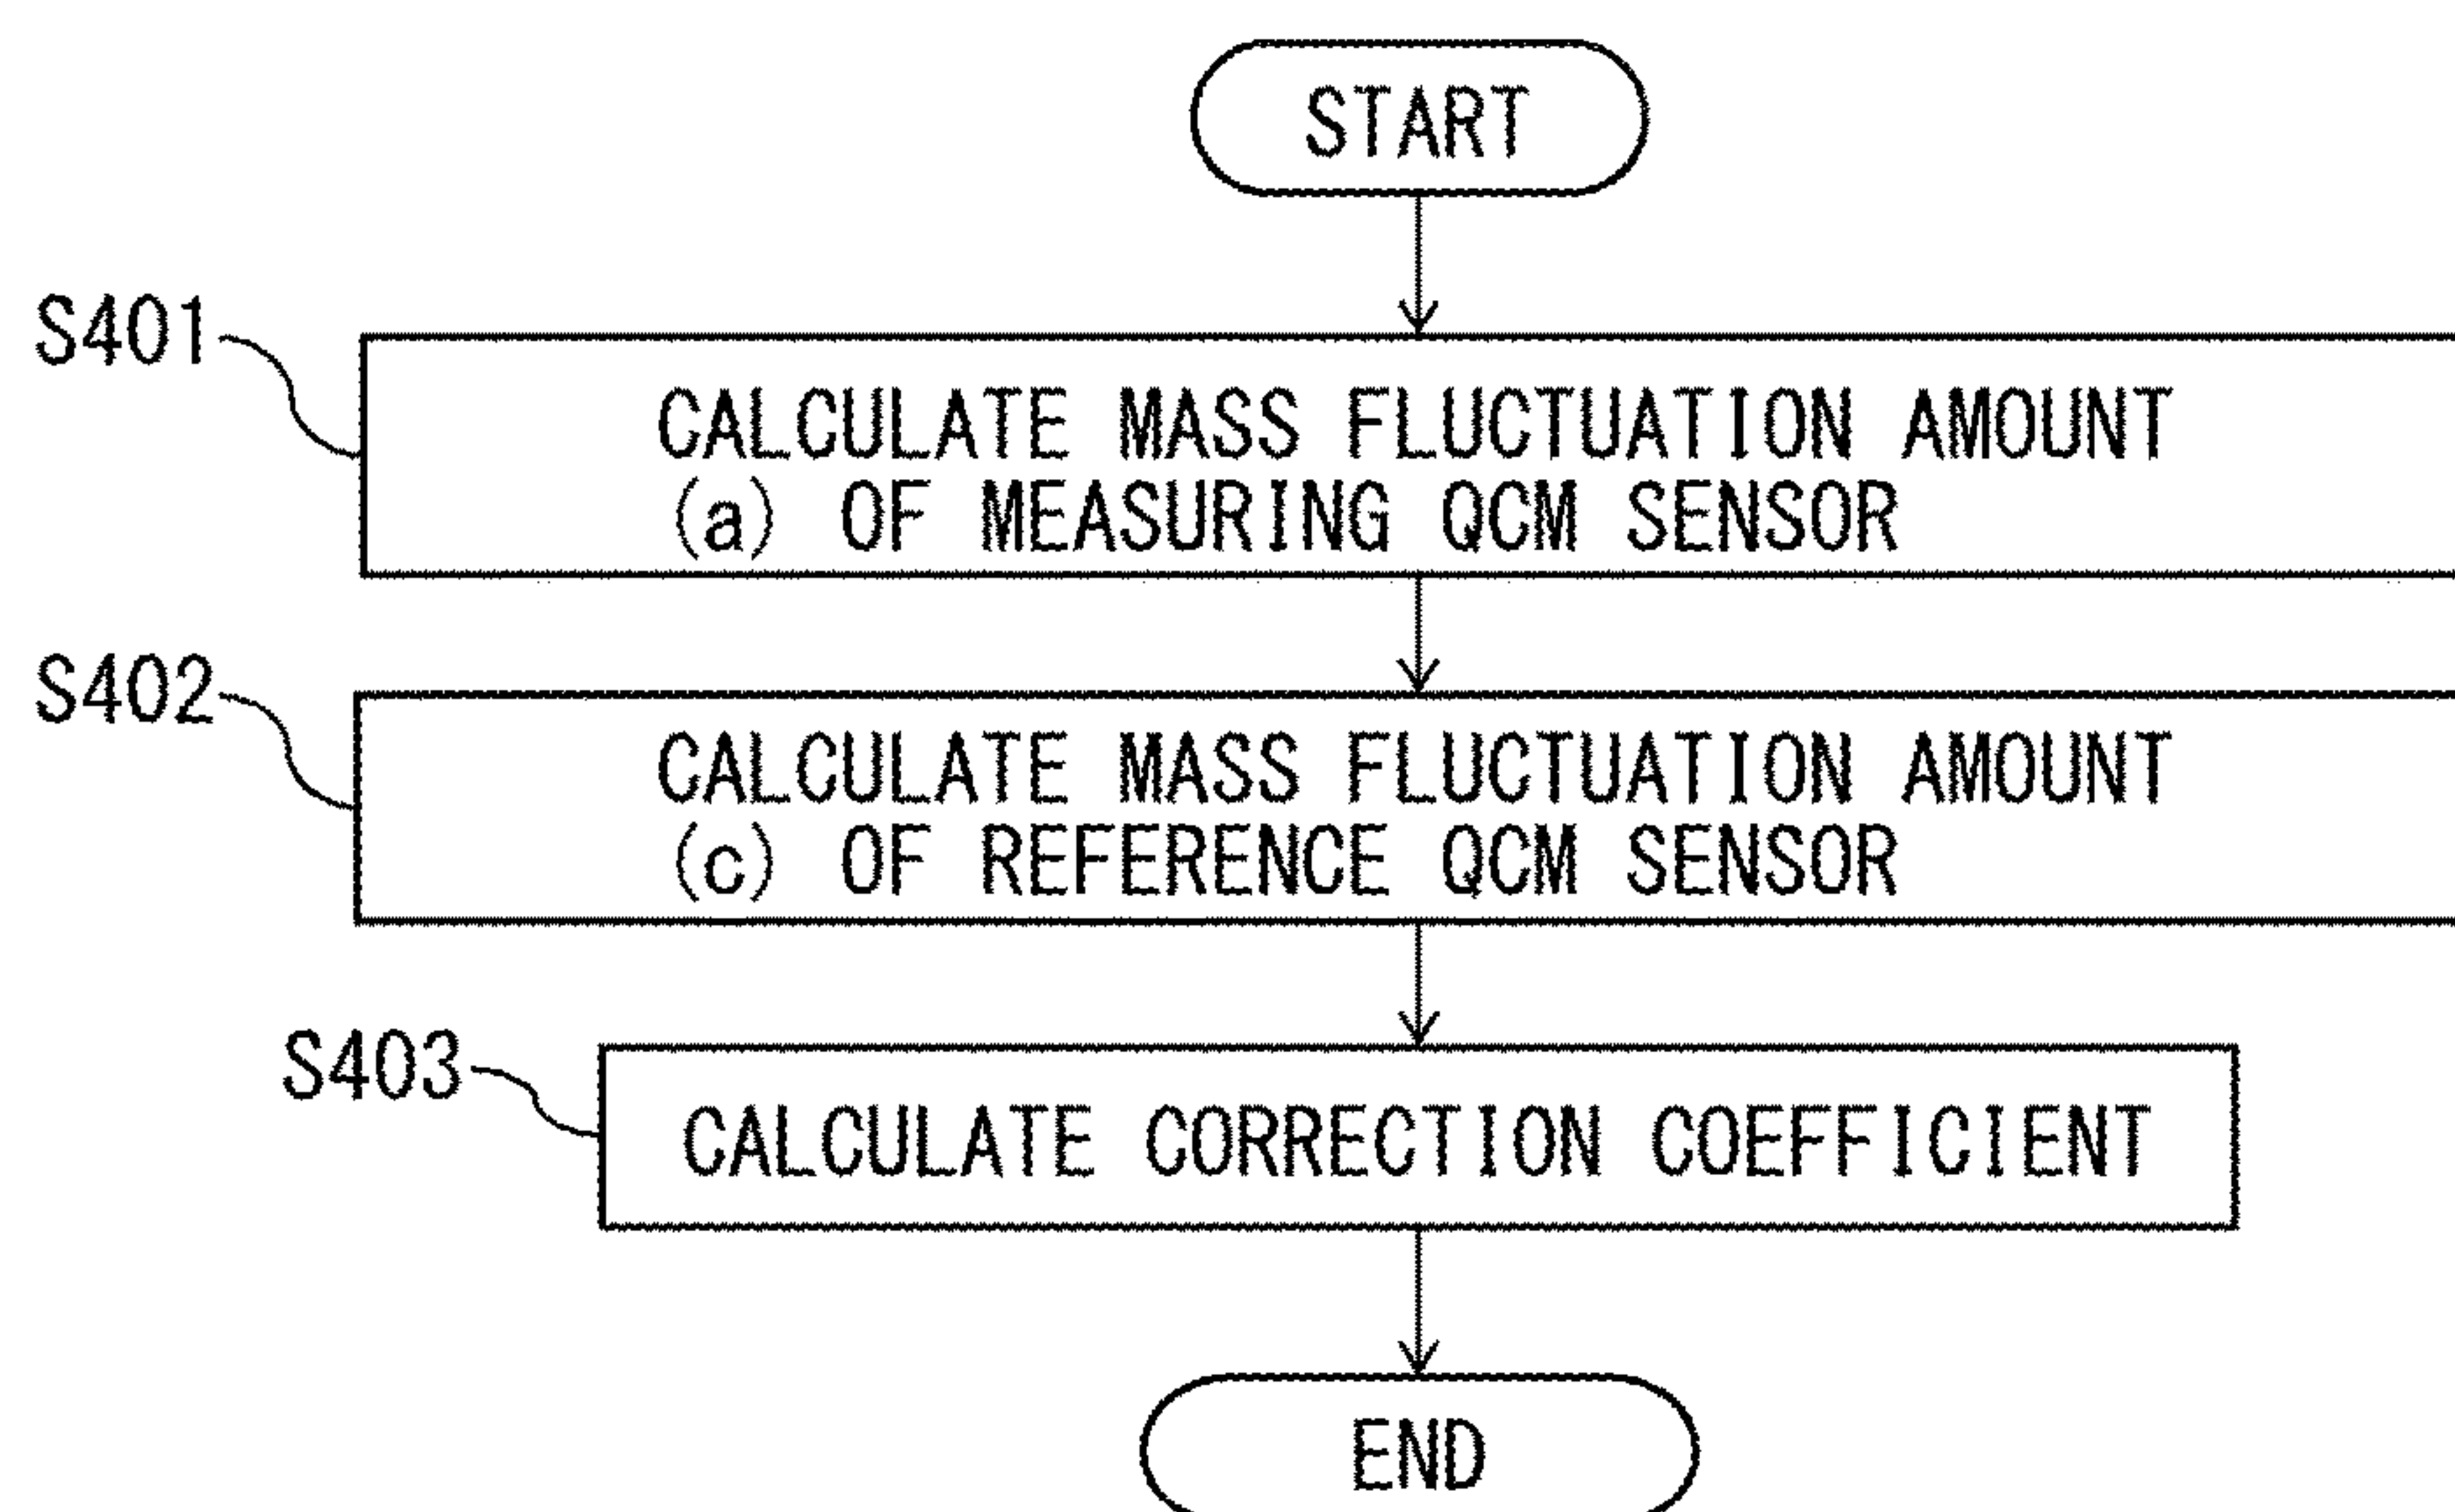 START
S401
CALCULATE MASS FLUCTUATION AMOUNT
(a) OF MEASURING QCM SENSOR
S402
CALCULATE MASS FLUCTUATION AMOUNT
(c) OF REFERENCE QCM SENSOR
S403
CALCULATE CORRECTION COEFFICIENT
END